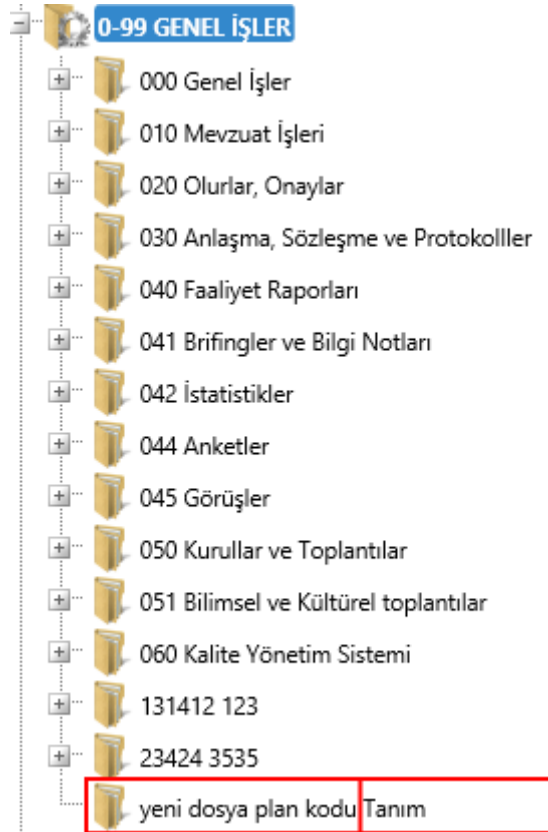 0-99 GENEL İŞLER
000 Genel İşler
010 Mevzuat İşleri
020 Olurlar, Onaylar
030 Anlaşma, Sözleşme ve Protokolller
040 Faaliyet Raporları
041 Brifingler ve Bilgi Notları
042 İstatistikler
044 Anketler
045 Görüşler
050 Kurullar ve Toplantılar
051 Bilimsel ve Kültürel toplantılar
060 Kalite Yönetim Sistemi
131412 123
23424 3535
yeni dosya plan kodu Tanım